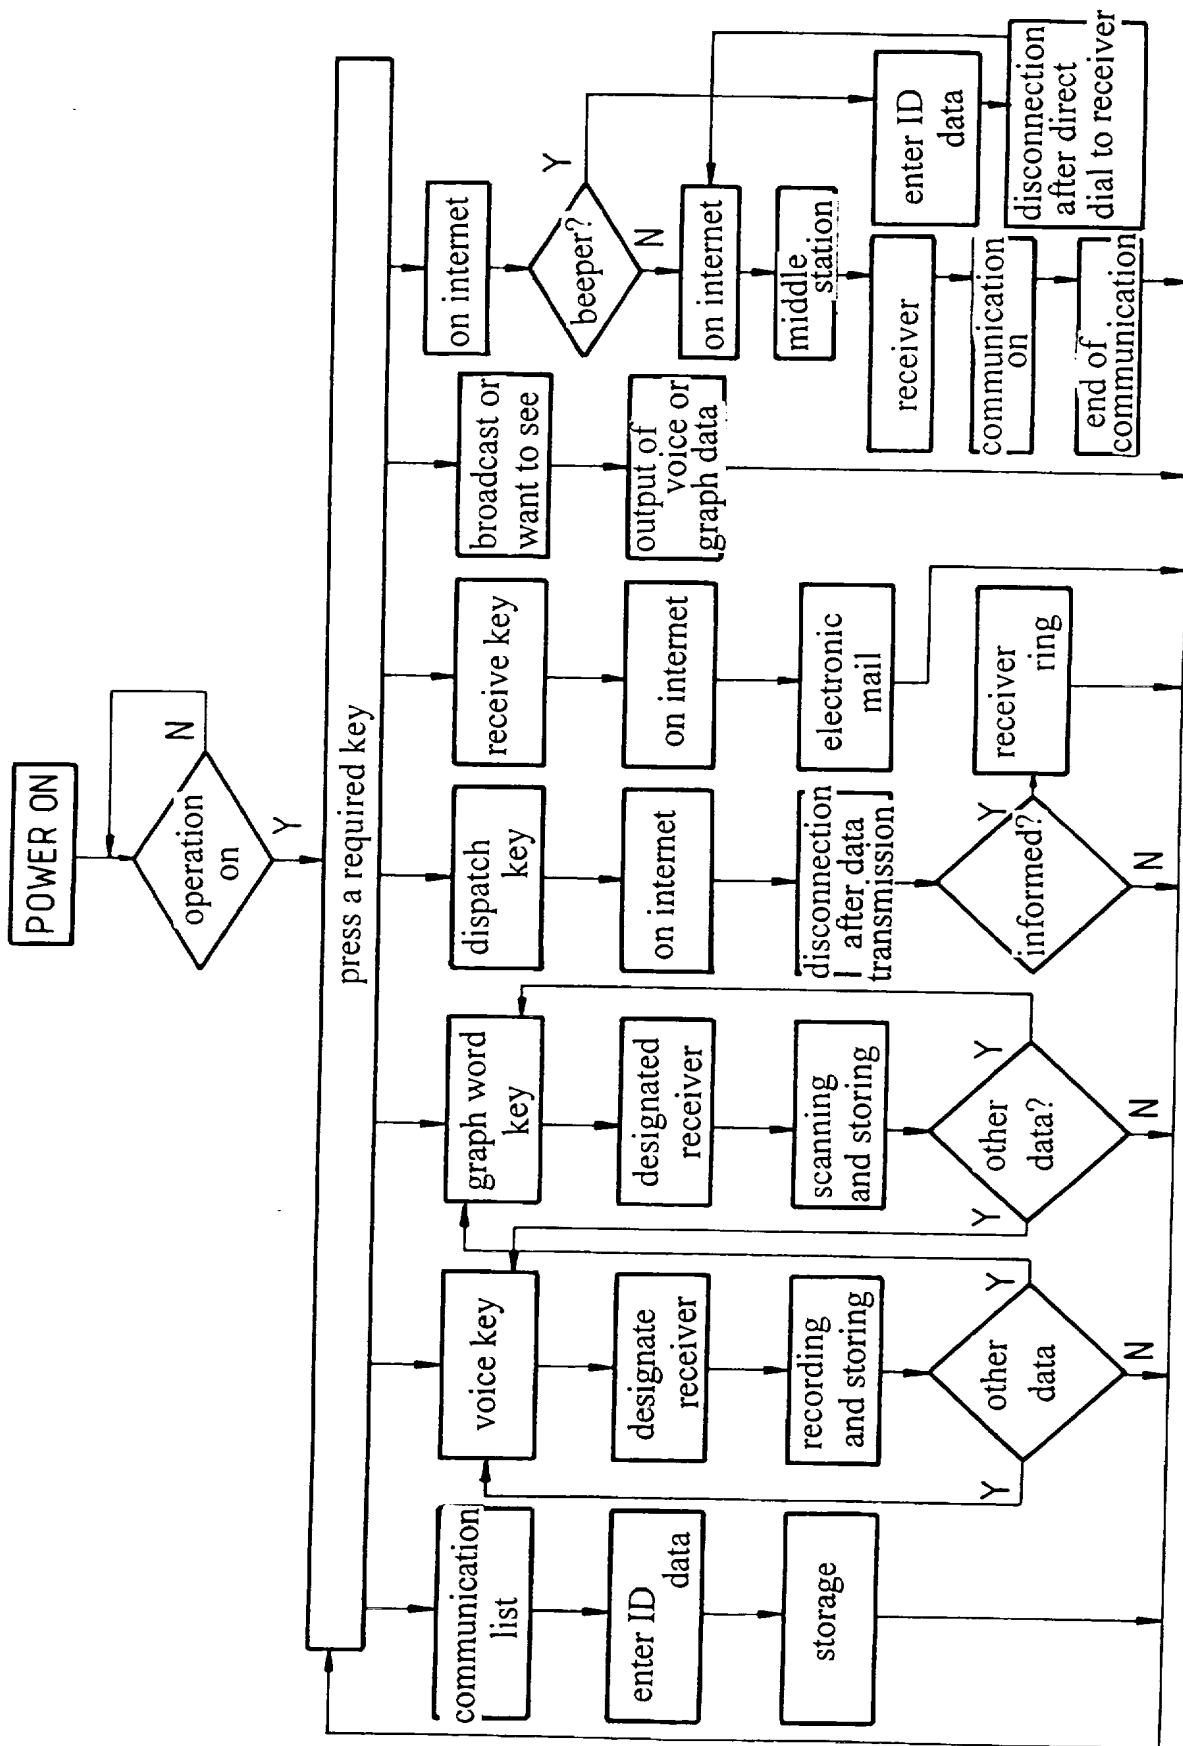 POWER ON
operation
on
N
Y
press a required key
communication
list
enter ID
data
storage
voice key
designate
receiver
recording
and storing
other
data
Y
Y
N
graph word
key
designated
receiver
scanning
and storing
other
data?
Y
Y
N
dispatch
key
on internet
disconnection
after data
transmission
informed?
Y
N
receiver
ring
receive key
on internet
electronic
mail
broadcast or
want to see
output of
voice or
graph data
on internet
beeper?
Y
N
on internet
middle
station
receiver
communication
on
end of
communication
enter ID
data
disconnection
after direct
dial to receiver